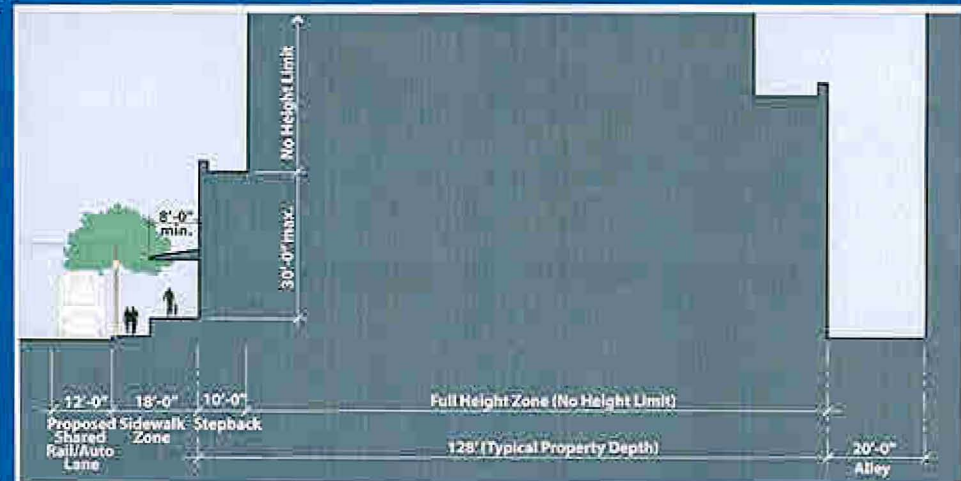 No Height Limit
8'-0"
min.
30'-0" max.
12'-0"
18'-0"
10'-0"
Full Height Zone (No Height Limit)
Proposed
Shared
Rail/Auto
Lane
Sidewalk
Zone
Stepback
128' (Typical Property Depth)
20'-0"
Alley